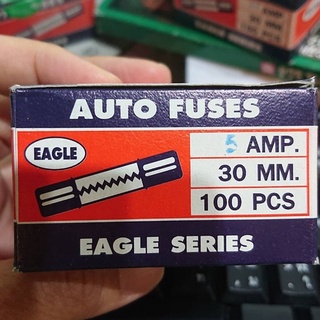 AUTO FUSES
EAGLE
5 AMP.
30 MM.
100 PCS
EAGLE SERIES